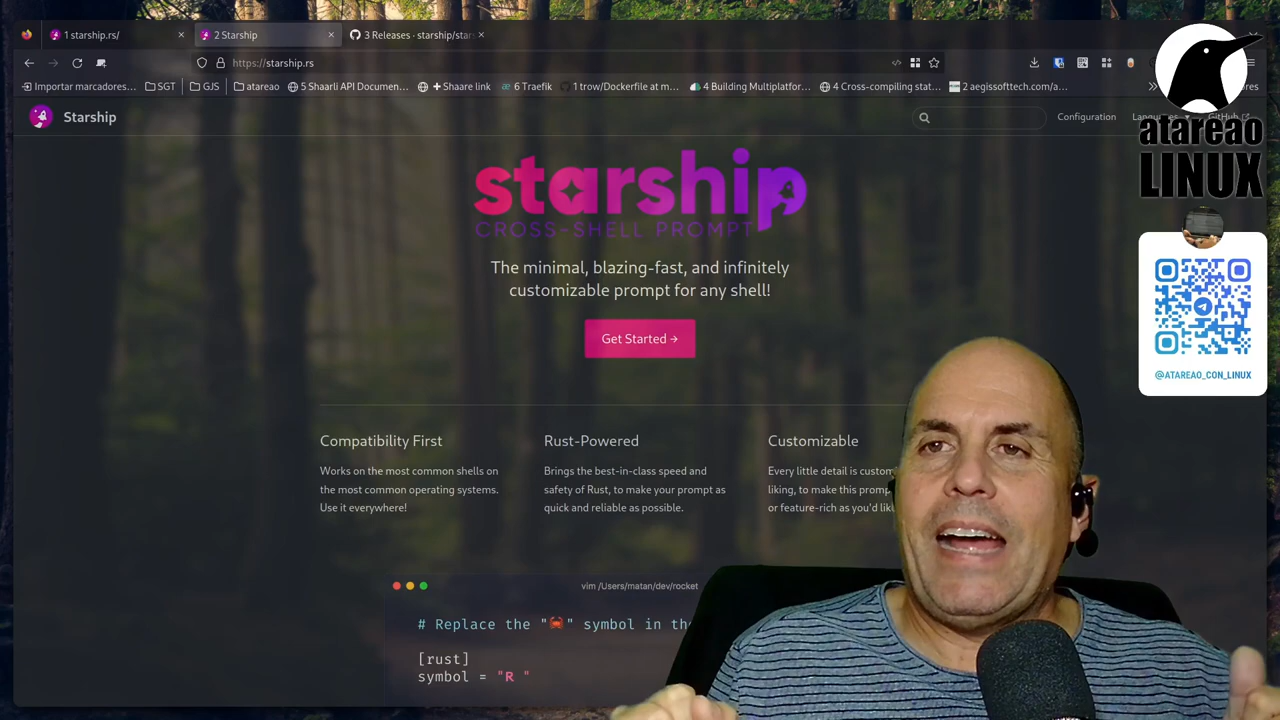 1 starship.rs/
2 Starship
3 Releases · starship/stars
https://starship.rs
Importar marcadores…
SGT
GJS
atareao
5 Shaarli API Documen…
✚ Shaare link
6 Traefik
1 trow/Dockerfile at m…
4 Building Multiplatfor…
4 Cross-compiling stat…
2 aegissofttech.com/a…
Starship
Configuration
GitHub
atareao
LINUX
@ATAREAO_CON_LINUX
starship
CROSS-SHELL PROMPT
The minimal, blazing-fast, and infinitely
customizable prompt for any shell!
Get Started →
Compatibility First
Works on the most common shells on
the most common operating systems.
Use it everywhere!
Rust-Powered
Brings the best-in-class speed and
safety of Rust, to make your prompt as
quick and reliable as possible.
Customizable
Every little detail is custom
liking, to make this promp
or feature-rich as you'd lik
vim /Users/matan/dev/rocket
# Replace the "🦀" symbol in the
[rust]
symbol = "R "